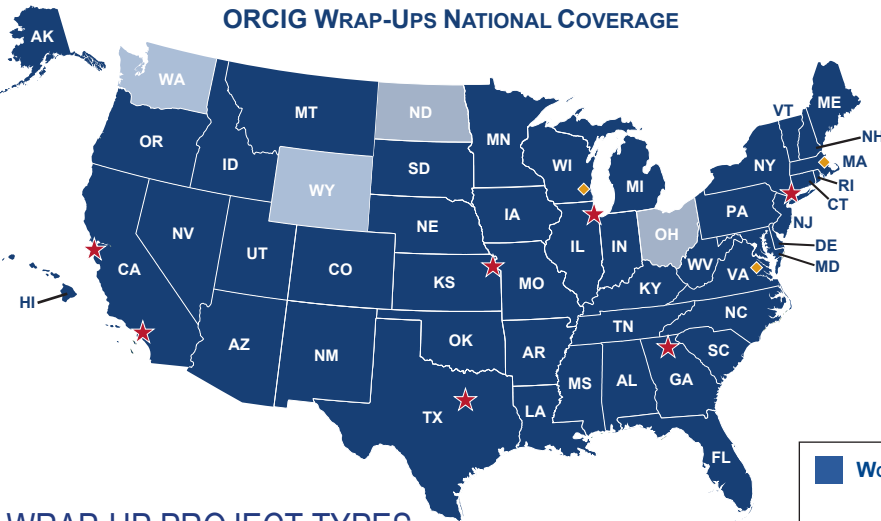 ORCIG WRAP-UPS NATIONAL COVERAGE
AK
WA
MT
ND
MN
VT
ME
OR
ID
SD
WI
MI
NY
NH
MA
WY
RI
CT
NV
NE
IA
PA
NJ
CA
UT
CO
IL
IN
OH
DE
MD
KS
MO
WV
VA
HI
KY
NC
TN
AZ
NM
OK
AR
SC
MS
AL
GA
TX
LA
FL